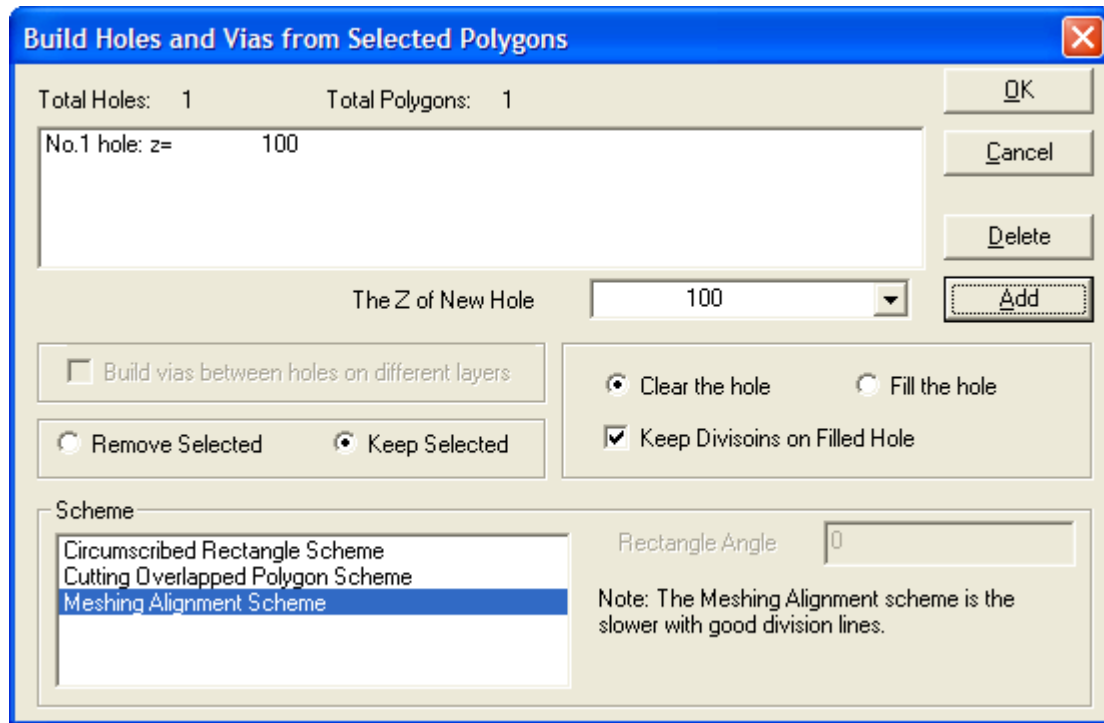 Build Holes and Vias from Selected Polygons
Total Holes: 1 Total Polygons: 1
OK
No.1 hole: z= 100
Cancel
Delete
The Z of New Hole 100
Add
Build vias between holes on different layers
Clear the hole Fill the hole
Remove Selected Keep Selected
Keep Divisoins on Filled Hole
Scheme
Circumscribed Rectangle Scheme
Cutting Overlapped Polygon Scheme
Meshing Alignment Scheme
Rectangle Angle 0
Note: The Meshing Alignment scheme is the
slower with good division lines.